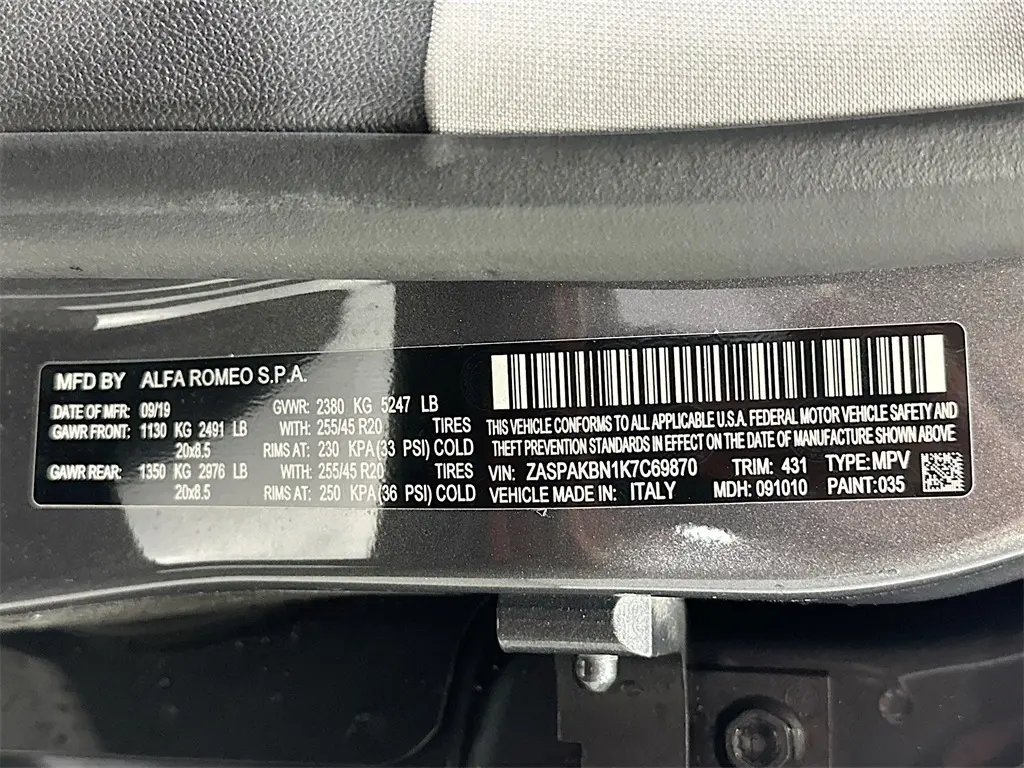 MFD BY ALFA ROMEO S.P.A.
DATE OF MFR: 09/19 GVWR: 2380 KG 5247 LB
GAWR FRONT: 1130 KG 2491 LB WITH: 255/45 R20 TIRES
20x8.5 RIMS AT: 230 KPA (33 PSI) COLD
GAWR REAR: 1350 KG 2976 LB WITH: 255/45 R20 TIRES
20x8.5 RIMS AT: 250 KPA (36 PSI) COLD
THIS VEHICLE CONFORMS TO ALL APPLICABLE U.S.A. FEDERAL MOTOR VEHICLE SAFETY AND
THEFT PREVENTION STANDARDS IN EFFECT ON THE DATE OF MANUFACTURE SHOWN ABOVE
VIN: ZASPAKBN1K7C69870 TRIM: 431 TYPE: MPV
VEHICLE MADE IN: ITALY MDH: 091010 PAINT: 035